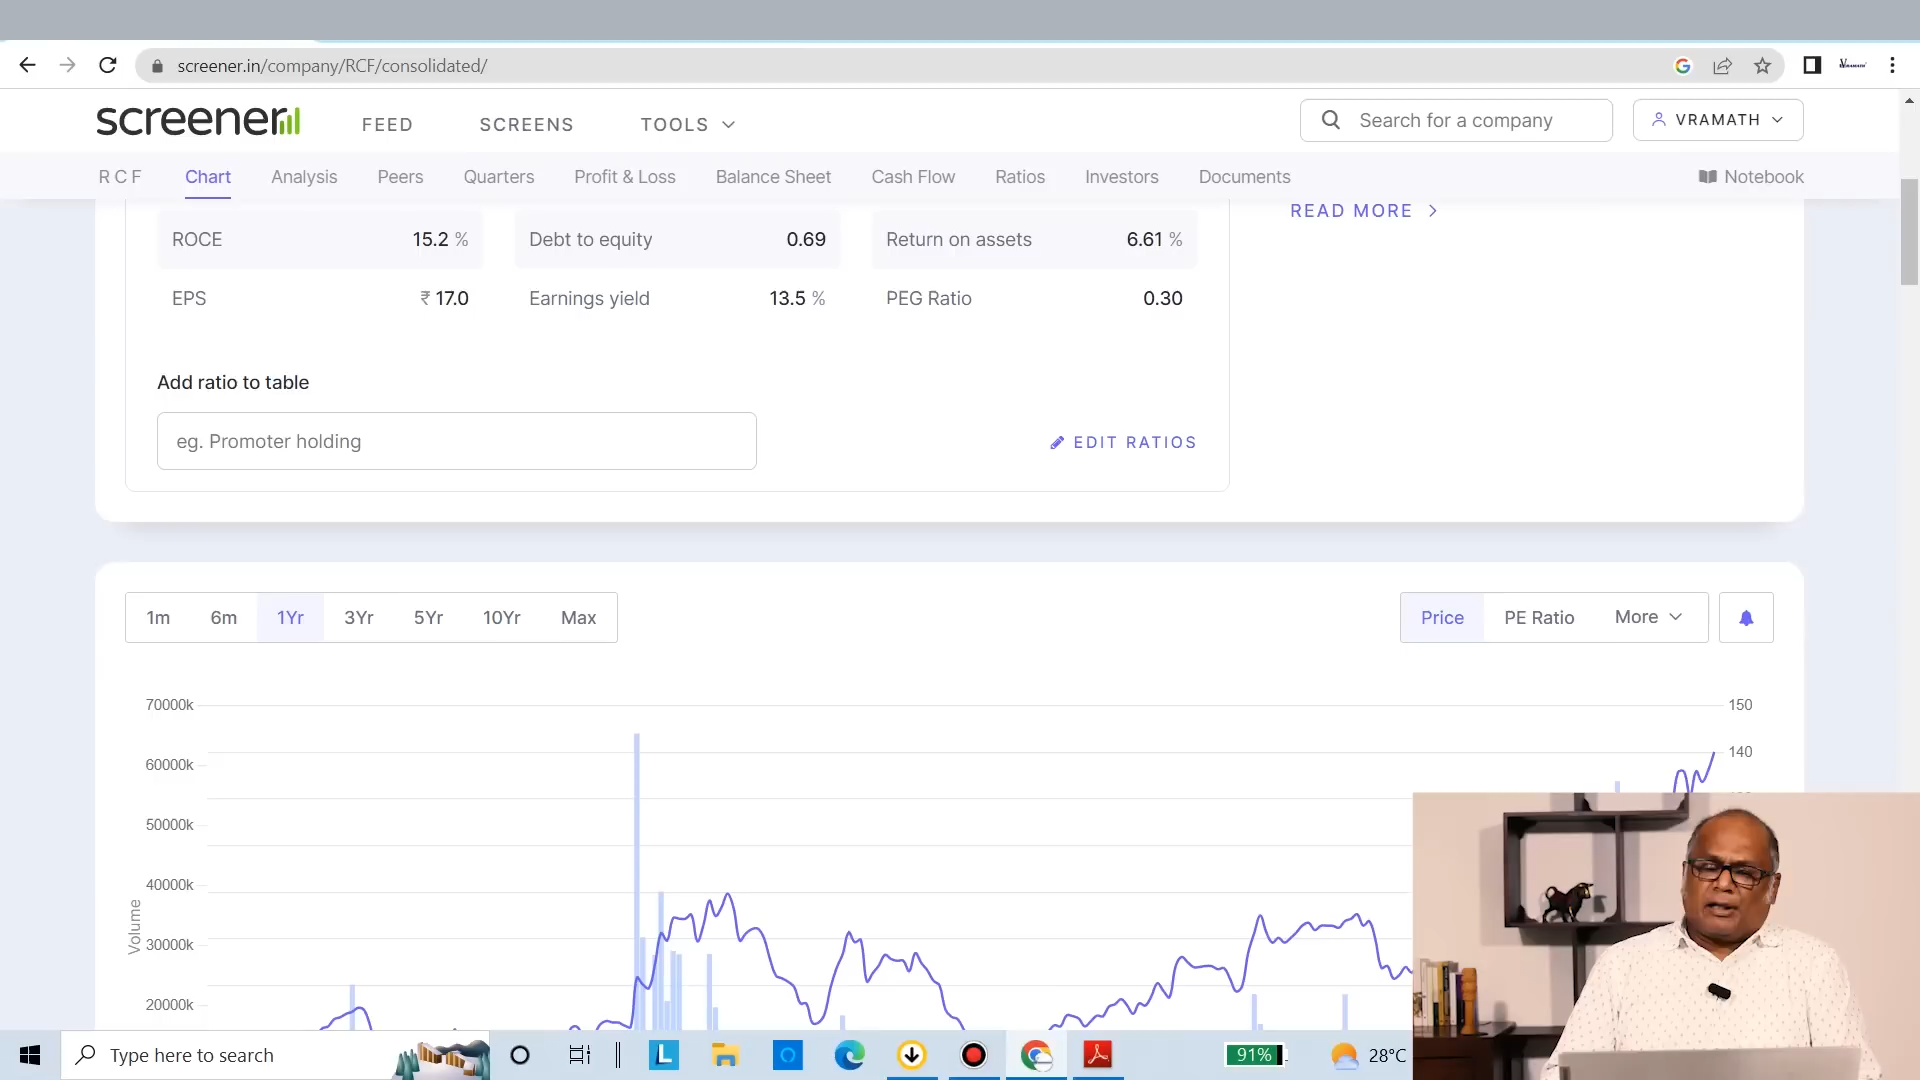 screener.in/company/RCF/consolidated/
screener
FEED
SCREENS
TOOLS
Search for a company
VRAMATH
R C F
Chart
Analysis
Peers
Quarters
Profit & Loss
Balance Sheet
Cash Flow
Ratios
Investors
Documents
Notebook
READ MORE
ROCE 15.2 %
Debt to equity 0.69
Return on assets 6.61 %
EPS ₹ 17.0
Earnings yield 13.5 %
PEG Ratio 0.30
Add ratio to table
eg. Promoter holding
EDIT RATIOS
1m 6m 1Yr 3Yr 5Yr 10Yr Max
Price PE Ratio More
70000k
150
140
60000k
50000k
40000k
30000k
20000k
Volume
Type here to search
L
91%
28°C